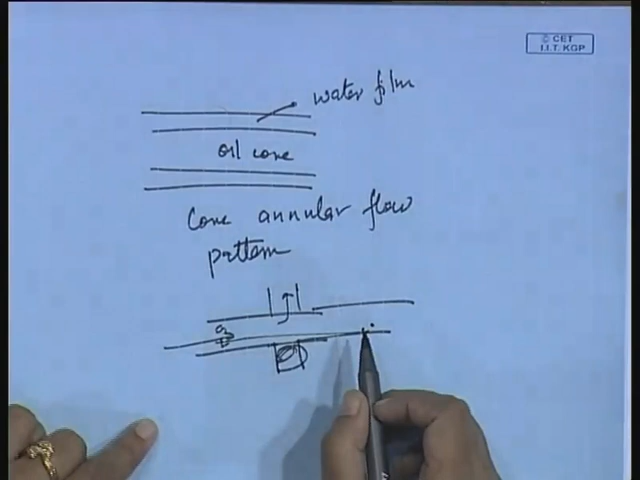 © CET
I.I.T. KGP
water film
oil core
Core annular flow
pattern